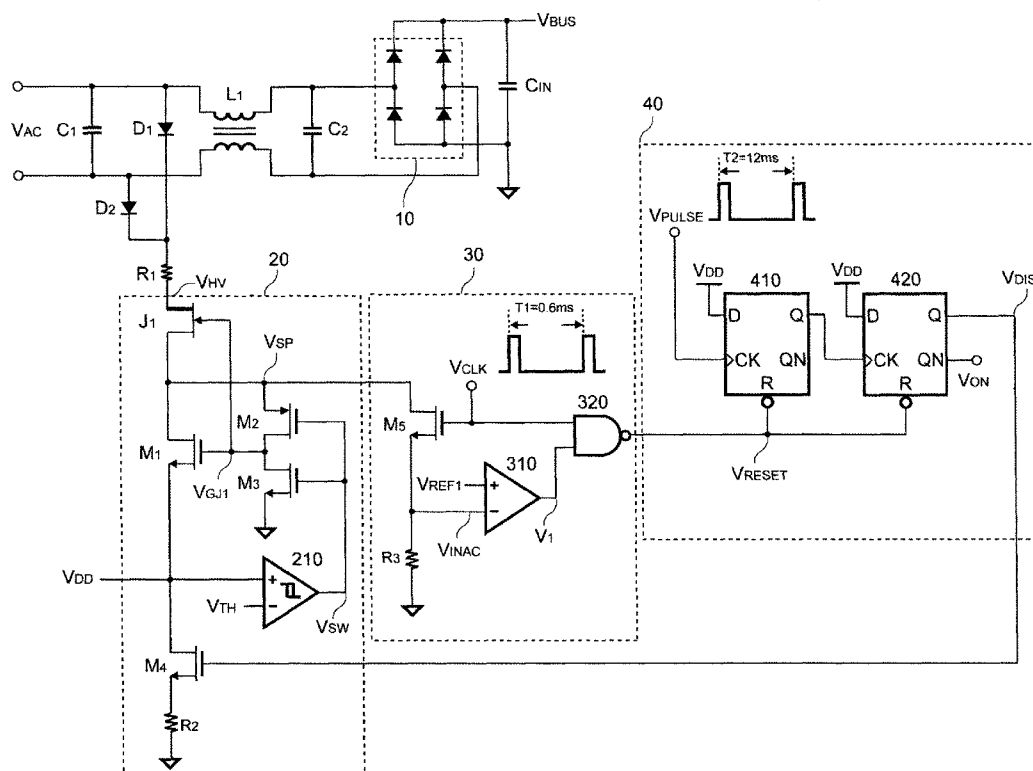 VBUS
L1
CIN
VAC
C1
D1
C2
40
T2=12ms
D2
10
VPULSE
R1
VHV
20
30
VDD
410
VDD
420
VDIS
T1=0.6ms
D
Q
D
Q
J1
VSP
CK
QN
CK
QN
VON
VCLK
R
R
320
M2
M5
M1
310
VREF1
VRESET
VGJ1
M3
VINAC
V1
R3
210
VDD
VTH
VSW
M4
R2